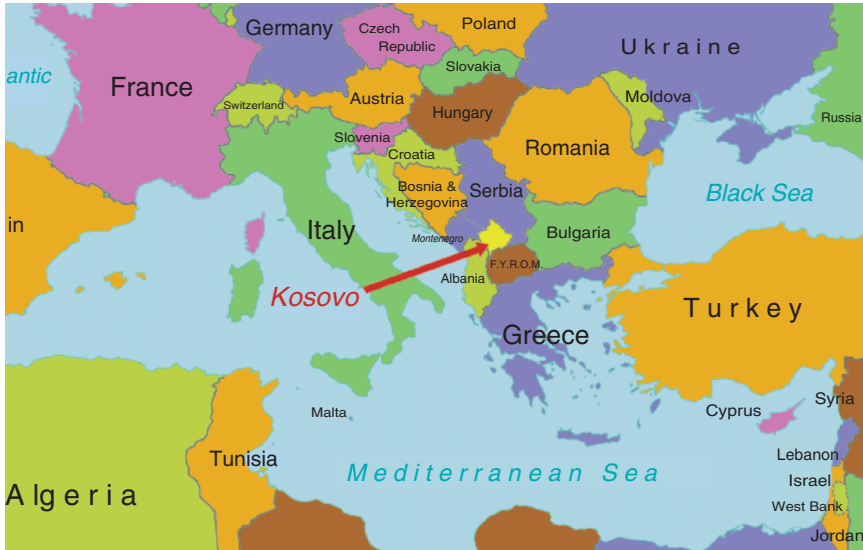 Germany
Czech
Republic
Poland
Ukraine
Slovakia
antic
France
Switzerland
Austria
Hungary
Moldova
Russia
Slovenia
Croatia
Romania
Bosnia &
Herzegovina
Serbia
Black Sea
in
Italy
Montenegro
Bulgaria
F.Y.R.O.M.
Albania
Kosovo
Greece
Turkey
Malta
Cyprus
Syria
Tunisia
Mediterranean Sea
Lebanon
Israel
Algeria
West Bank
Jordan